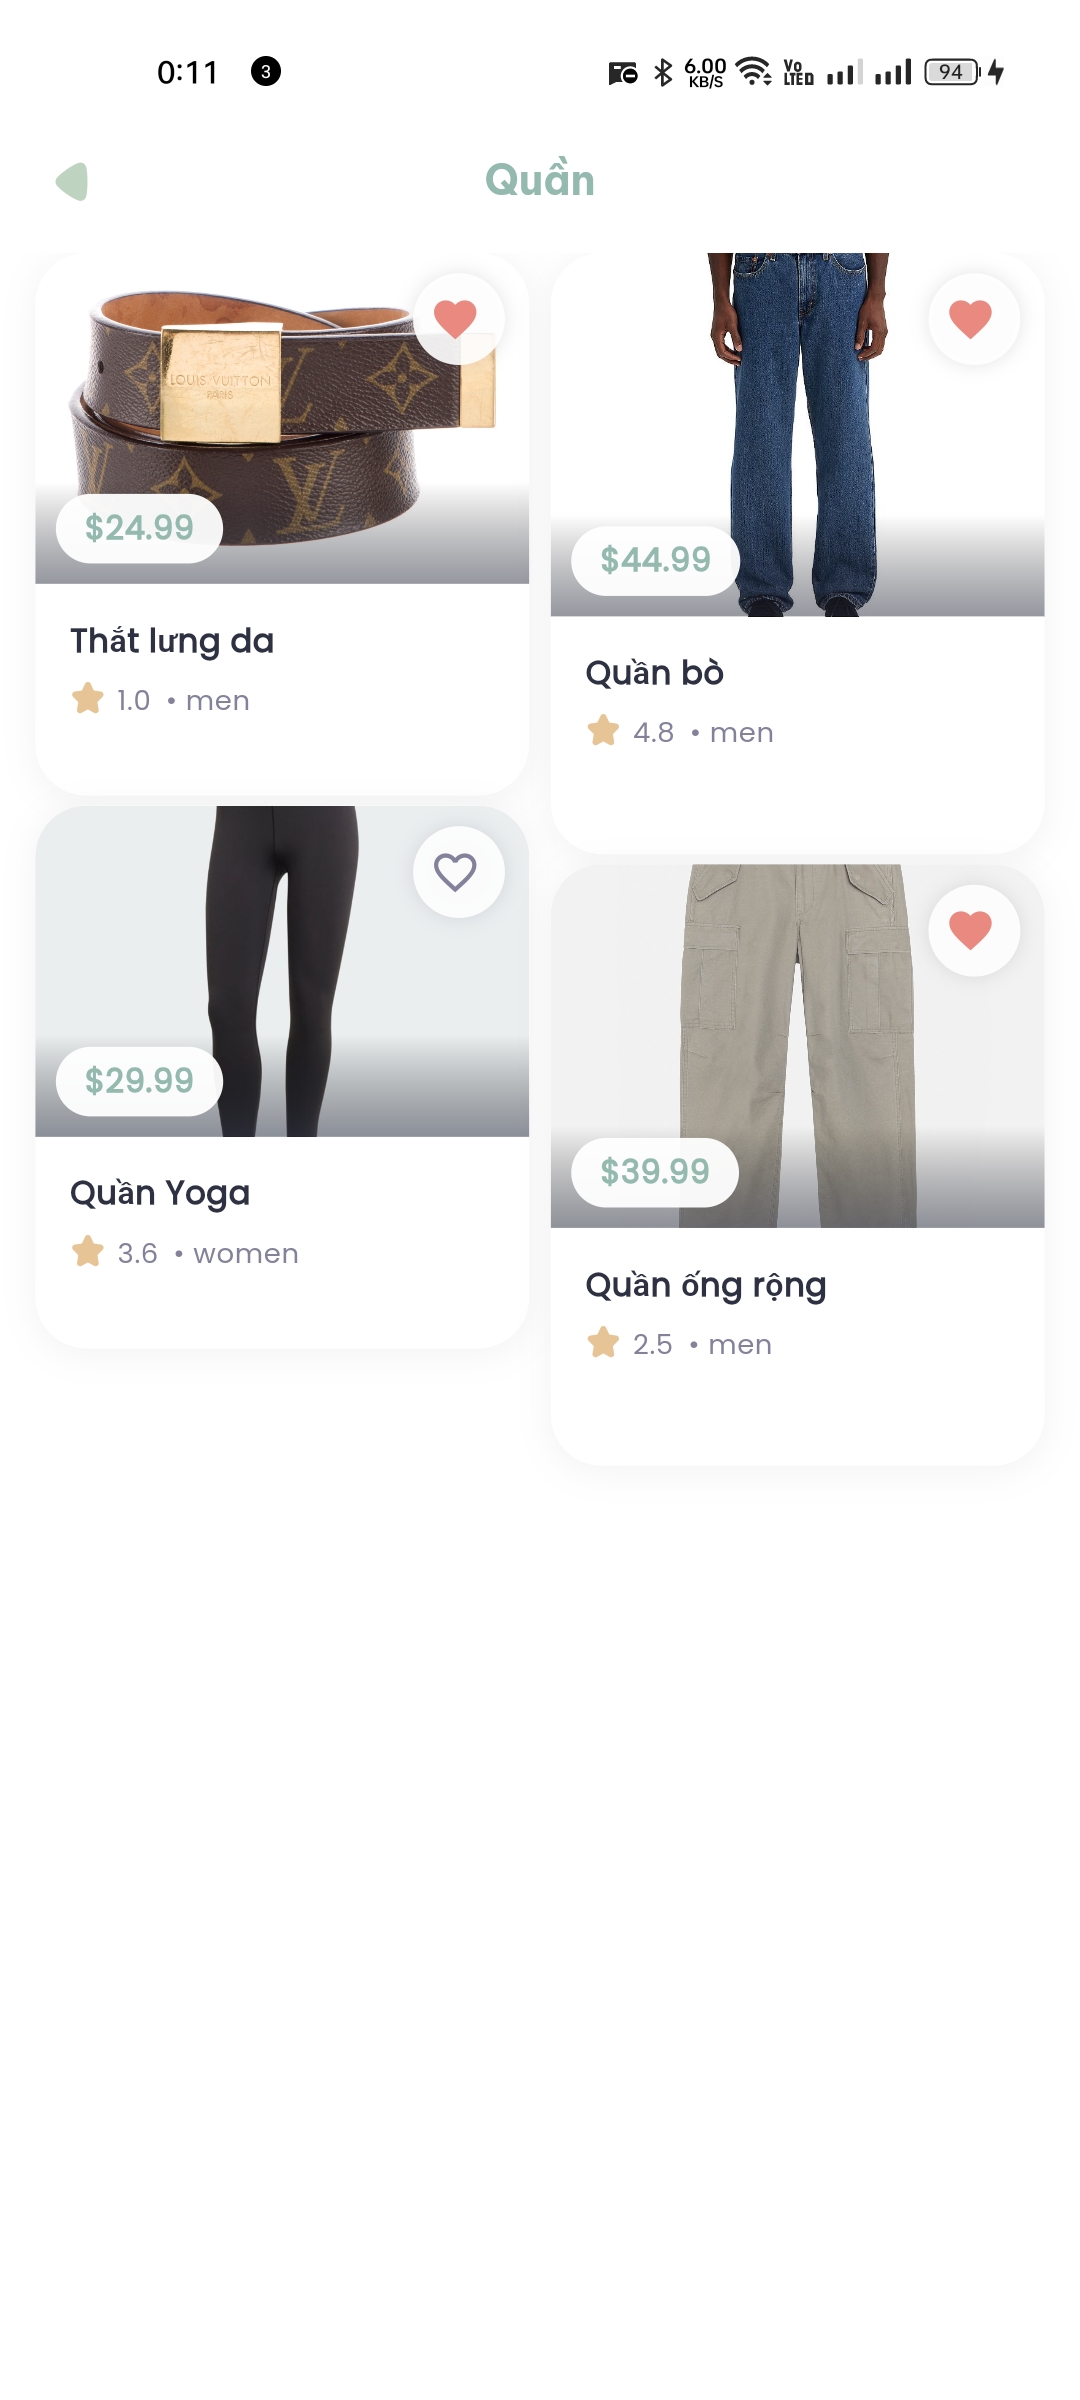 0:11 3 6.00 KB/S Vo LTED 94
Quần
LOUIS VUITTON
PARIS
$24.99
Thắt lưng da
1.0 • men
$44.99
Quần bò
4.8 • men
$29.99
Quần Yoga
3.6 • women
$39.99
Quần ống rộng
2.5 • men